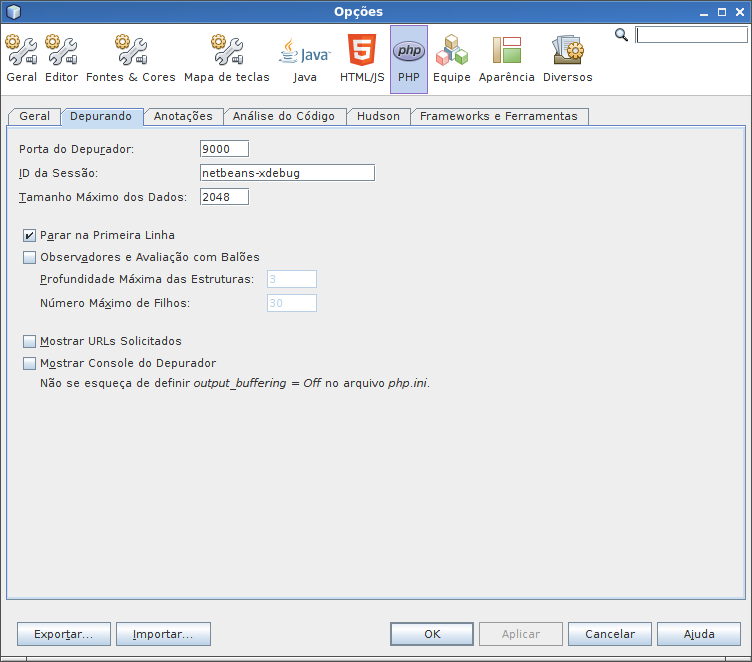 Opções
Geral Editor Fontes & Cores Mapa de teclas Java Java HTML/JS php PHP Equipe Aparência Diversos
Geral Depurando Anotações Análise do Código Hudson Frameworks e Ferramentas
Porta do Depurador: 9000
ID da Sessão: netbeans-xdebug
Tamanho Máximo dos Dados: 2048
Parar na Primeira Linha
Observadores e Avaliação com Balões
Profundidade Máxima das Estruturas: 3
Número Máximo de Filhos: 30
Mostrar URLs Solicitados
Mostrar Console do Depurador
Não se esqueça de definir output_buffering = Off no arquivo php.ini.
Exportar... Importar... OK Aplicar Cancelar Ajuda